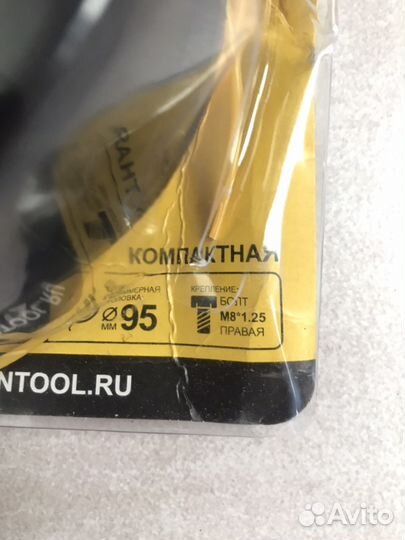 КОМПАКТНАЯ
КРЕПЛЕНИЕ:
Ø ММ 95
БОЛТ
M8*1.25
ПРАВАЯ
NTOOL.RU
Avito